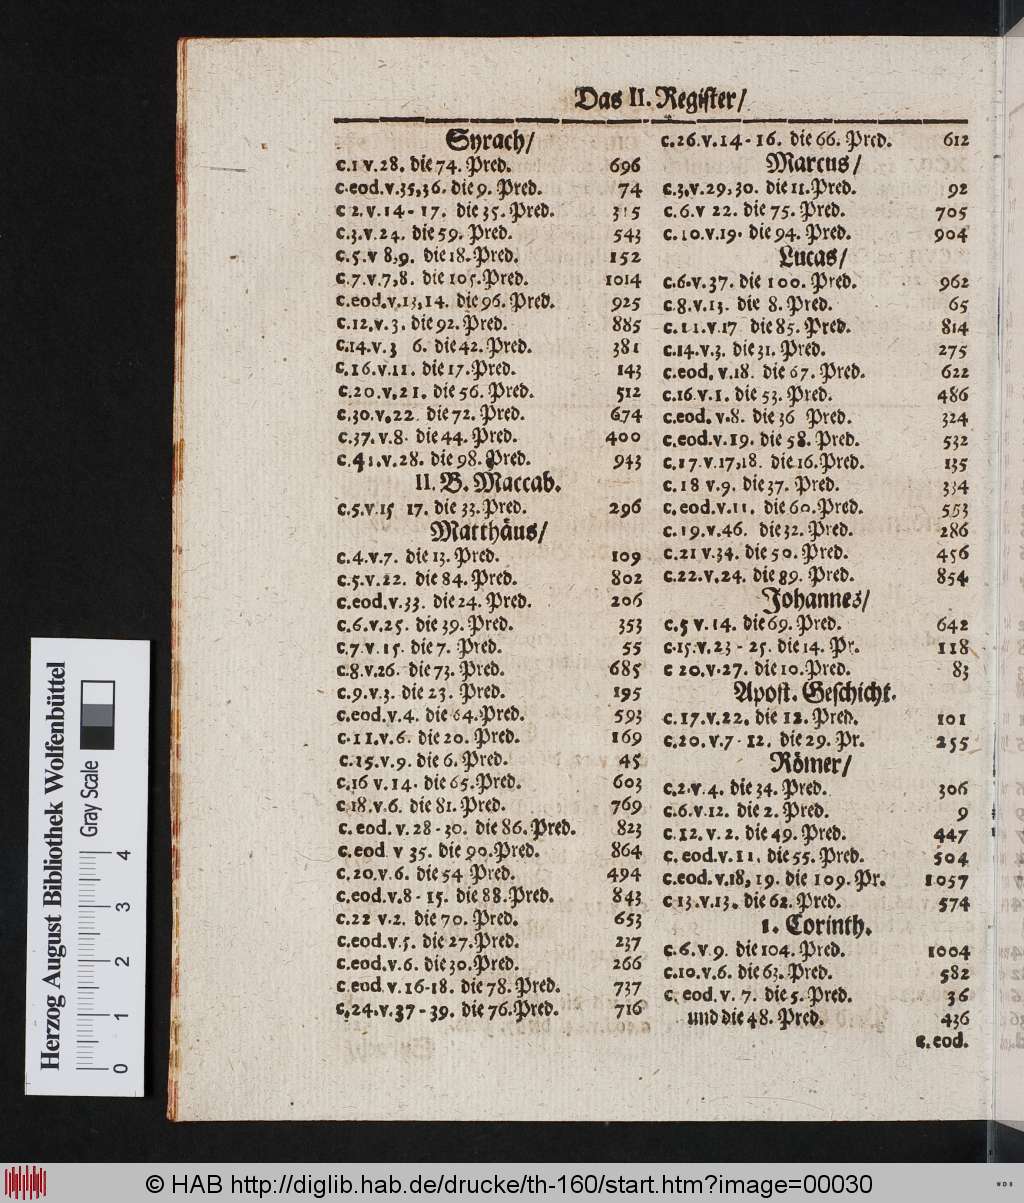 Das II. Register/
Syrach/
c.1 v.28. die 74. Pred. 696
c.eod.v.35,36. die 9. Pred. 74
c 2.v.14-17. die 35. Pred. 315
c.3.v.24. die 59. Pred. 543
c.5.v 8,9. die 18. Pred. 152
c.7.v.7,8. die 105. Pred. 1014
c.eod.v.13,14. die 96. Pred. 925
c.12.v.3. die 92. Pred. 885
c.14.v.3 6. die 42. Pred. 381
c.16.v.11. die 17. Pred. 143
c.20.v.21. die 56. Pred. 512
c.30.v.22. die 72. Pred. 674
c.37.v.8. die 44. Pred. 400
c.41.v.28. die 98. Pred. 943
II. B. Maccab.
c.5.v.15 17. die 33. Pred. 296
Matthäus/
c.4.v.7. die 13. Pred. 109
c.5.v.22. die 84. Pred. 802
c.eod.v.33. die 24. Pred. 206
c.6.v.25. die 39. Pred. 353
c.7.v.15. die 7. Pred. 55
c.8.v.26. die 73. Pred. 685
c.9.v.3. die 23. Pred. 195
c.eod.v.4. die 64. Pred. 593
c.11.v.6. die 20. Pred. 169
c.15.v.9. die 6. Pred. 45
c.16 v.14. die 65. Pred. 603
c 18.v.6. die 81. Pred. 769
c. eod. v. 28-30. die 86. Pred. 823
c.eod v 35. die 90. Pred. 864
c.20.v.6. die 54 Pred. 494
c.eod.v.8-15. die 88. Pred. 843
c.22 v.2. die 70. Pred. 653
c.eod.v.5. die 27. Pred. 237
c.eod.v.6. die 30. Pred. 266
c eod v.16-18. die 78. Pred. 737
c.24.v.37-39. die 76. Pred. 716
c.26.v.14-16. die 66. Pred. 612
Marcus/
c.3.v.29,30. die 11. Pred. 92
c.6.v 22. die 75. Pred. 705
c.10.v.19. die 94. Pred. 904
Lucas/
c.6.v.37. die 100. Pred. 962
c.8.v.13. die 8. Pred. 65
c.11.v.17 die 85. Pred. 814
c.14.v.3. die 31. Pred. 275
c.eod. v.18. die 67. Pred. 622
c.16.v.1. die 53. Pred. 486
c.eod. v.8. die 36 Pred. 324
c.eod.v.19. die 58. Pred. 532
c.17.v.17,18. die 16. Pred. 135
c.18 v.9. die 37. Pred. 334
c.eod.v.11. die 60. Pred. 553
c.19.v.46. die 32. Pred. 286
c.21 v.34. die 50. Pred. 456
c.22.v.24. die 89. Pred. 854
Johannes/
c.5 v.14. die 69. Pred. 642
c.15.v.23-25. die 14. Pr. 118
c 20.v.27. die 10. Pred. 83
Apost. Geschicht.
c.17.v.22. die 12. Pred. 101
c.20.v.7-12. die 29. Pr. 255
Römer/
c.2.v.4. die 34. Pred. 306
c.6.v.12. die 2. Pred. 9
c.12.v.2. die 49. Pred. 447
c. eod.v.11. die 55. Pred. 504
c.eod.v.18,19. die 109. Pr. 1057
c 13.v.13. die 62. Pred. 574
1. Corinth.
c.6.v 9. die 104. Pred. 1004
c.10.v.6. die 63. Pred. 582
c. eod. v. 7. die 5. Pred. 36
und die 48. Pred. 436
c.eod.
Herzog August Bibliothek Wolfenbüttel
Gray Scale
0 1 2 3 4
© HAB http://diglib.hab.de/drucke/th-160/start.htm?image=00030